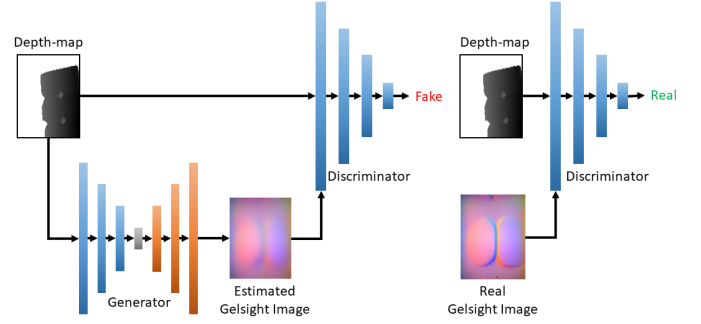 Depth-map
Fake
Discriminator
Generator
Estimated
Gelsight Image
Depth-map
Real
Discriminator
Real
Gelsight Image